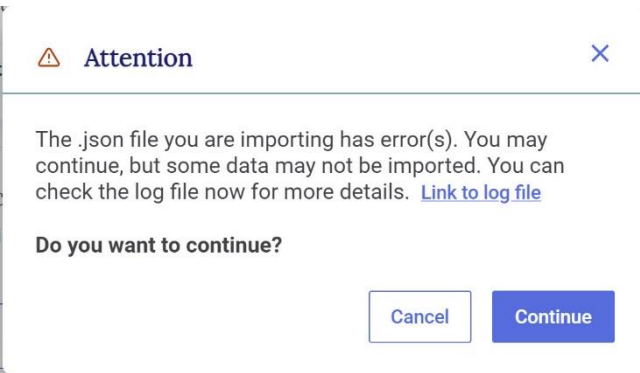 Attention
The .json file you are importing has error(s). You may
continue, but some data may not be imported. You can
check the log file now for more details. Link to log file
Do you want to continue?
Cancel
Continue